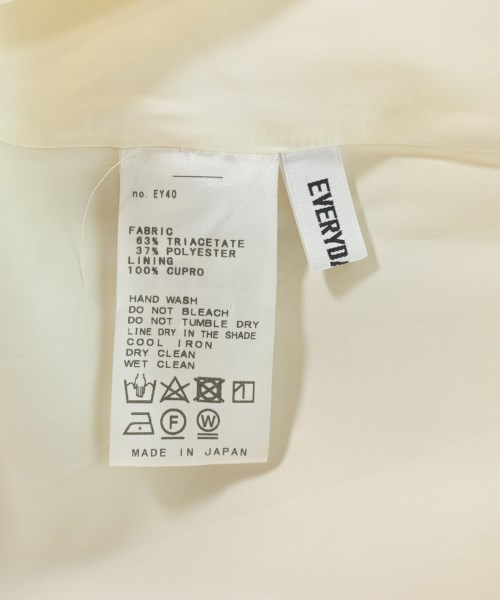 no. EY40
FABRIC
63% TRIACETATE
37% POLYESTER
LINING
100% CUPRO
HAND WASH
DO NOT BLEACH
DO NOT TUMBLE DRY
LINE DRY IN THE SHADE
COOL IRON
DRY CLEAN
WET CLEAN
F
W
MADE IN JAPAN
EVERYDA